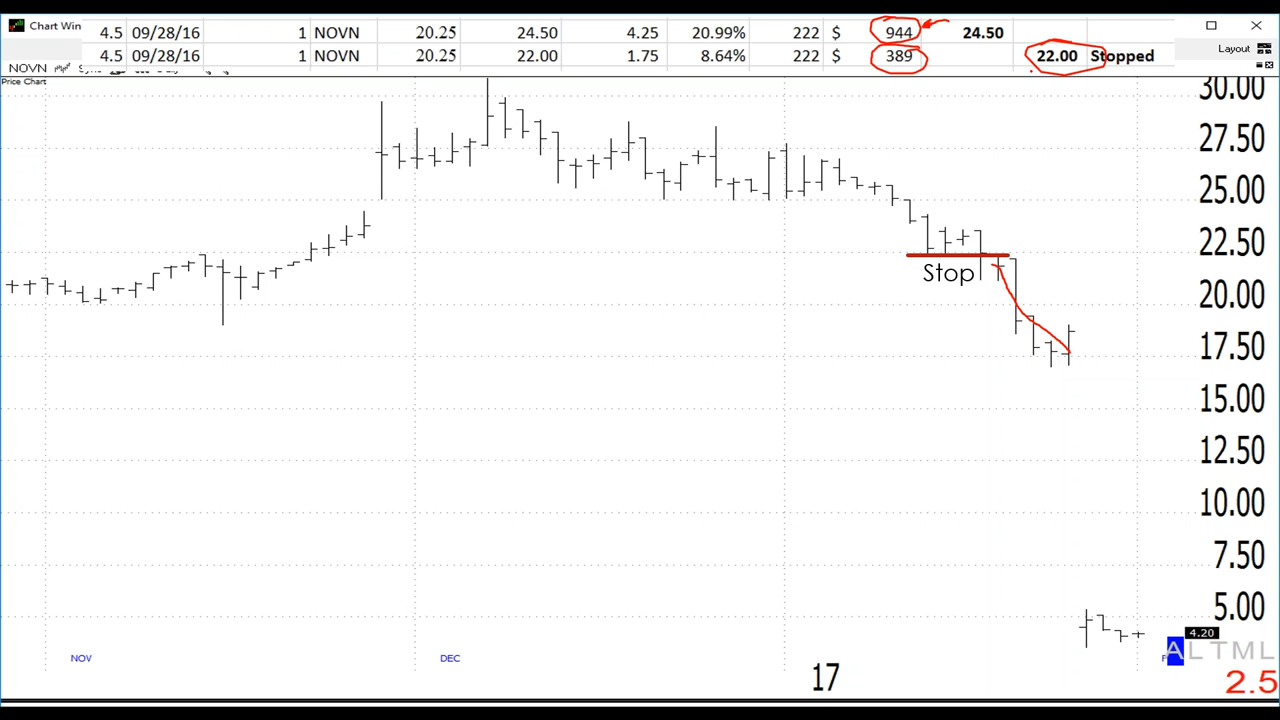 Chart Win
4.5 09/28/16 1 NOVN 20.25 24.50 4.25 20.99% 222 $ 944 24.50
4.5 09/28/16 1 NOVN 20.25 22.00 1.75 8.64% 222 $ 389 22.00 Stopped
Layout
NOVN
Price Chart
30.00
27.50
25.00
22.50
Stop
20.00
17.50
15.00
12.50
10.00
7.50
5.00
4.20
ALTML
NOV DEC
17
2.5